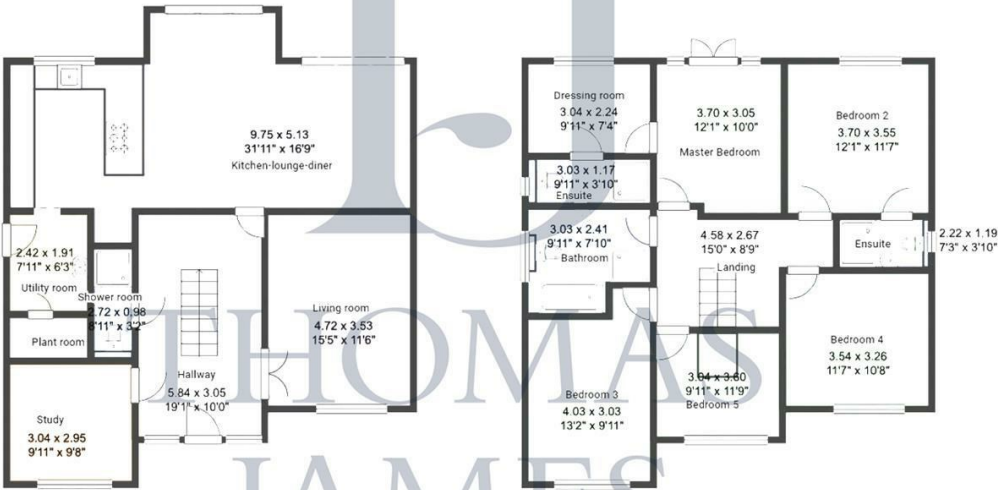 9.75 x 5.13
31'11" x 16'9"
Kitchen-lounge-diner
2.42 x 1.91
7'11" x 6'3"
Utility room
Shower room
2.72 x 0.98
8'11" x 3'2"
Plant room
Living room
4.72 x 3.53
15'5" x 11'6"
Hallway
5.84 x 3.05
19'1" x 10'0"
Study
3.04 x 2.95
9'11" x 9'8"
Dressing room
3.04 x 2.24
9'11" x 7'4"
3.70 x 3.05
12'1" x 10'0"
Master Bedroom
Bedroom 2
3.70 x 3.55
12'1" x 11'7"
3.03 x 1.17
9'11" x 3'10"
Ensuite
3.03 x 2.41
9'11" x 7'10"
Bathroom
4.58 x 2.67
15'0" x 8'9"
Landing
Ensuite
2.22 x 1.19
7'3" x 3'10"
Bedroom 3
4.03 x 3.03
13'2" x 9'11"
3.04 x 3.60
9'11" x 11'9"
Bedroom 5
Bedroom 4
3.54 x 3.26
11'7" x 10'8"
THOMAS
JAMES